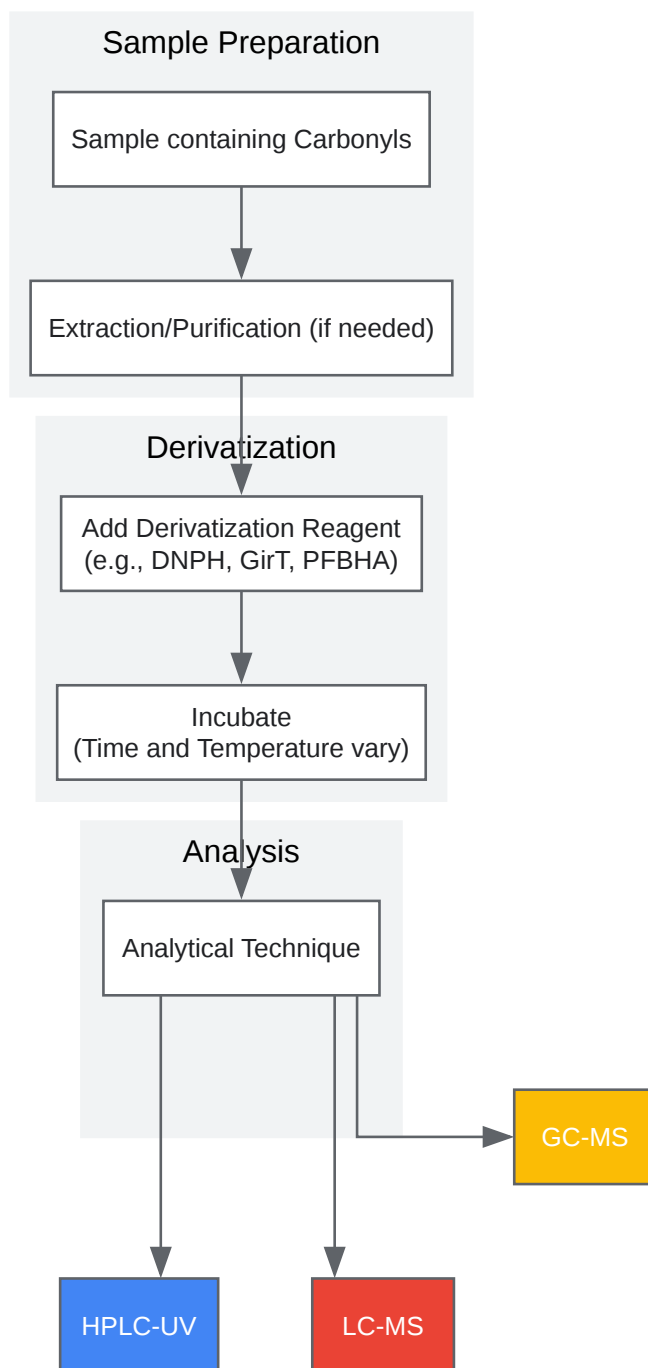 Sample Preparation
Sample containing Carbonyls
Extraction/Purification (if needed)
Derivatization
Add Derivatization Reagent
(e.g., DNPH, GirT, PFBHA)
Incubate
(Time and Temperature vary)
Analysis
Analytical Technique
GC-MS
HPLC-UV
LC-MS